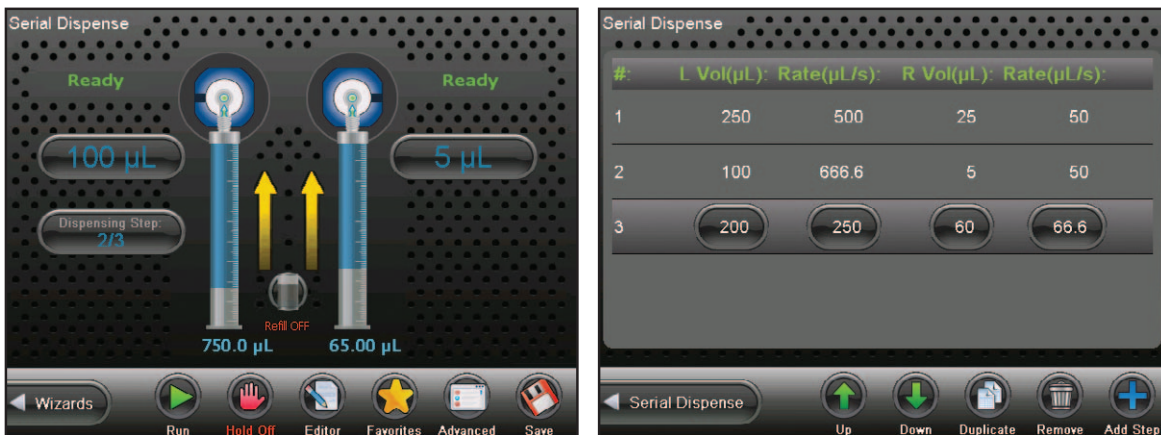 Serial Dispense
Ready
Ready
100 µL
5 µL
Dispensing Step:
2/3
Refill OFF
750.0 µL
65.00 µL
Wizards
Run
Hold Off
Editor
Favorites
Advanced
Save
Serial Dispense
#: L Vol(µL): Rate(µL/s): R Vol(µL): Rate(µL/s):
1 250 500 25 50
2 100 666.6 5 50
3 200 250 60 66.6
Serial Dispense
Up
Down
Duplicate
Remove
Add Step